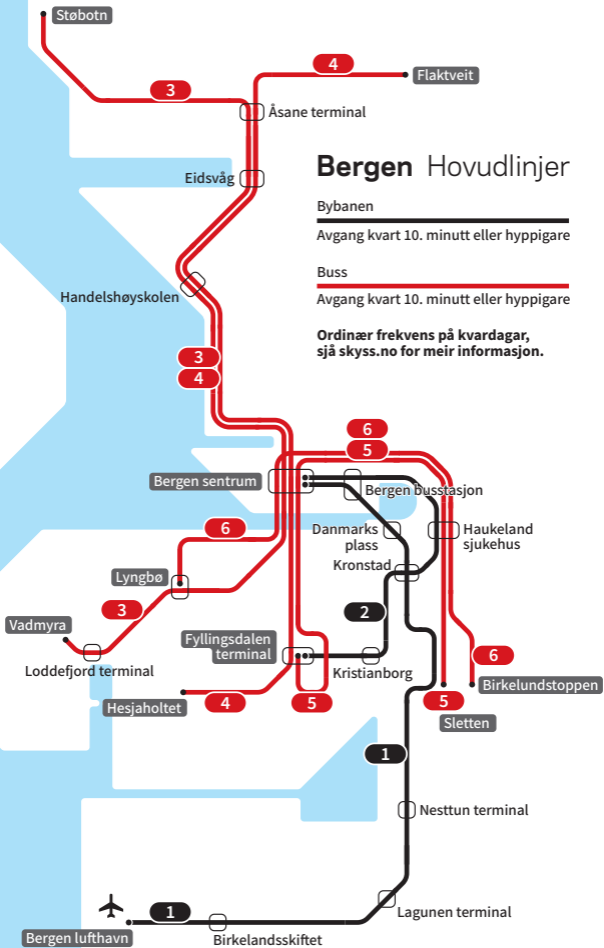 Støbotn
4
Flaktveit
3
Åsane terminal
Bergen Hovudlinjer
Eidsvåg
Bybanen
Avgang kvart 10. minutt eller hyppigare
Buss
Avgang kvart 10. minutt eller hyppigare
Handelshøyskolen
Ordinær frekvens på kvardagar,
sjå skyss.no for meir informasjon.
3
4
6
5
Bergen sentrum
Bergen busstasjon
6
Danmarks
plass
Haukeland
sjukehus
Kronstad
Lyngbø
3
2
Vadmyra
Fyllingsdalen
terminal
Loddefjord terminal
Kristianborg
6
Birkelundstoppen
Hesjaholtet
4
5
5
Sletten
1
Nesttun terminal
1
Lagunen terminal
Bergen lufthavn
Birkelandsskiftet